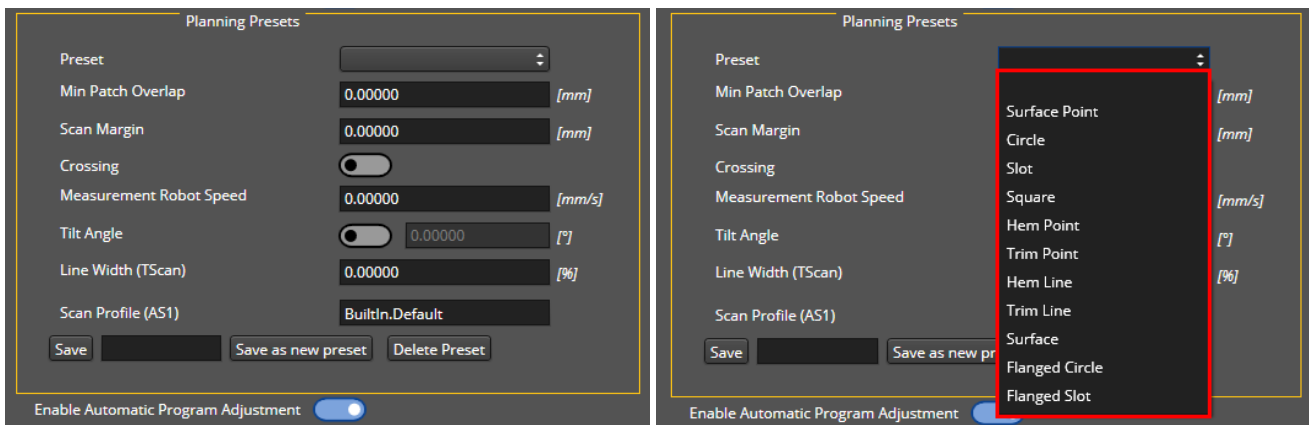 Planning Presets
Preset
Min Patch Overlap 0.00000 [mm]
Scan Margin 0.00000 [mm]
Crossing
Measurement Robot Speed 0.00000 [mm/s]
Tilt Angle 0.00000 [°]
Line Width (TScan) 0.00000 [%]
Scan Profile (AS1) BuiltIn.Default
Save Save as new preset Delete Preset
Enable Automatic Program Adjustment
Planning Presets
Preset
Min Patch Overlap [mm]
Scan Margin [mm]
Crossing
Measurement Robot Speed [mm/s]
Tilt Angle [°]
Line Width (TScan) [%]
Scan Profile (AS1)
Save Save as new pr
Enable Automatic Program Adjustment
Surface Point
Circle
Slot
Square
Hem Point
Trim Point
Hem Line
Trim Line
Surface
Flanged Circle
Flanged Slot